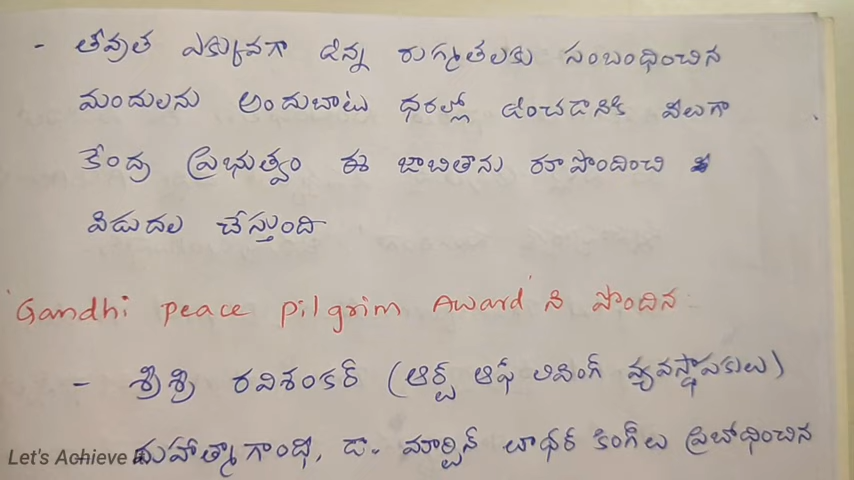 - తీవ్రత ఎక్కువగా ఉన్న రుగ్మతలకు సంబంధించిన
మందులను అందుబాటు ధరల్లో ఉంచడానికి వీలుగా
కేంద్ర ప్రభుత్వం ఈ జాబితాను రూపొందించి
విడుదల చేస్తుంది
'Gandhi peace pilgrim Award' ని పొందిన
- శ్రీశ్రీ రవిశంకర్ (ఆర్ట్ ఆఫ్ లివింగ్ వ్యవస్థాపకులు)
మహాత్మాగాంధీ, డా. మార్టిన్ లూథర్ కింగ్‌లు ప్రబోధించిన
Let's Achieve